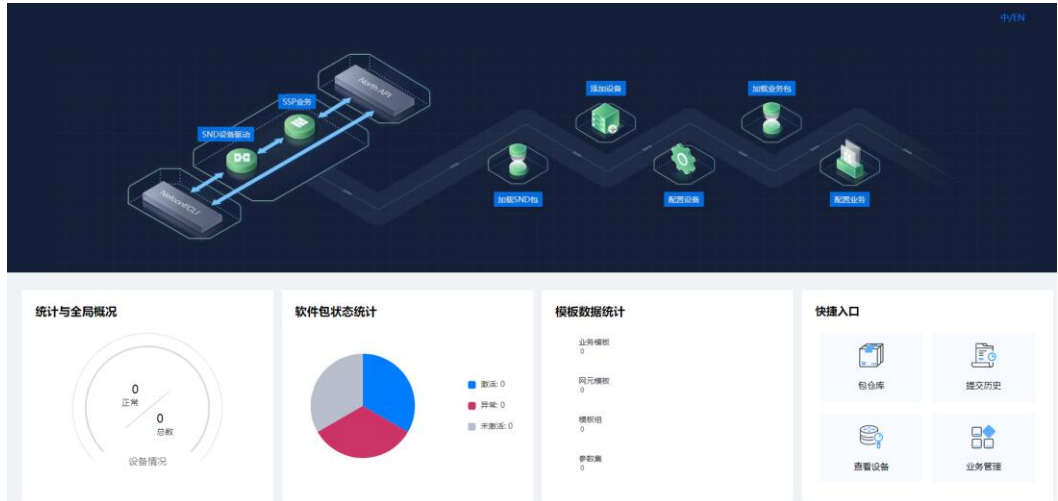 中/EN
North API
SSP业务
SND设备驱动
Netconf/CLI
添加设备
加载业务包
加载SND包
配置设备
配置业务
统计与全局概况
0
正常
0
总数
设备情况
软件包状态统计
激活: 0
异常: 0
未激活: 0
模板数据统计
业务模板
0
网元模板
0
模板组
0
参数集
0
快捷入口
包仓库
提交历史
查看设备
业务管理